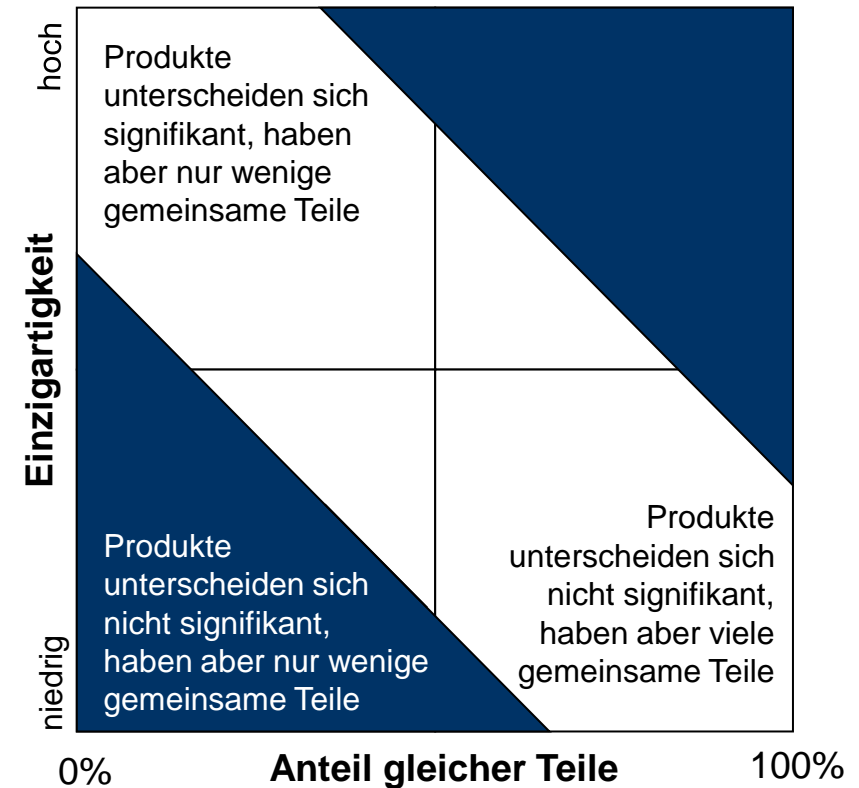 hoch
Produkte
unterscheiden sich
signifikant, haben
aber nur wenige
gemeinsame Teile
Einzigartigkeit
Produkte
unterscheiden sich
nicht signifikant,
haben aber nur wenige
gemeinsame Teile
Produkte
unterscheiden sich
nicht signifikant,
haben aber viele
gemeinsame Teile
niedrig
0%
Anteil gleicher Teile
100%